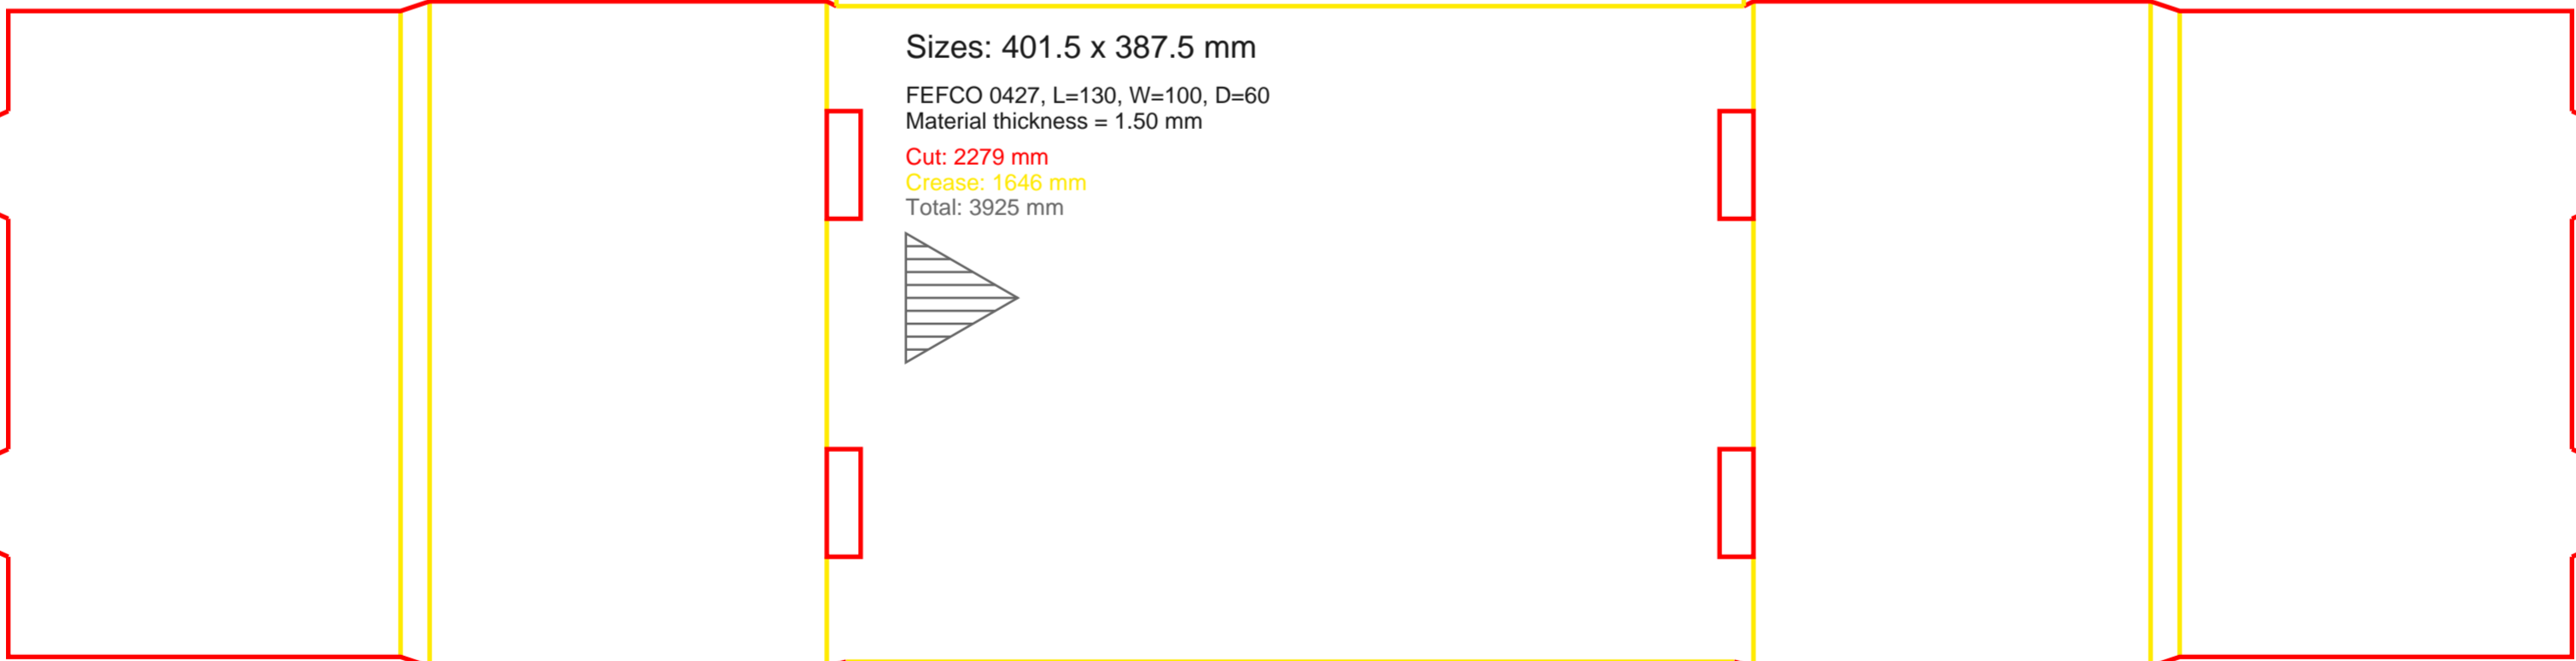 Sizes: 401.5 x 387.5 mm
FEFCO 0427, L=130, W=100, D=60
Material thickness = 1.50 mm
Cut: 2279 mm
Crease: 1646 mm
Total: 3925 mm